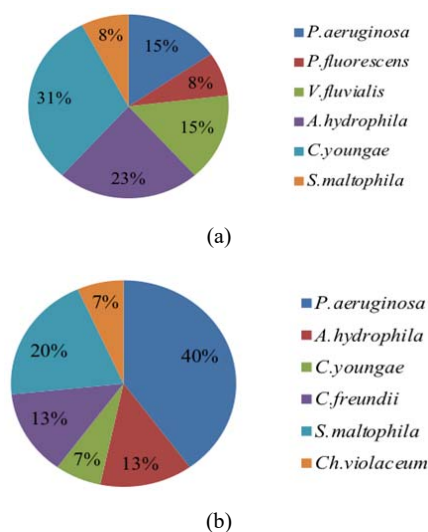 15%
8%
15%
23%
31%
8%
P.aeruginosa
P.fluorescens
V.fluvialis
A.hydrophila
C.youngae
S.maltophila
(a)
40%
13%
7%
13%
20%
7%
P.aeruginosa
A.hydrophila
C.youngae
C.freundii
S.maltophila
Ch.violaceum
(b)